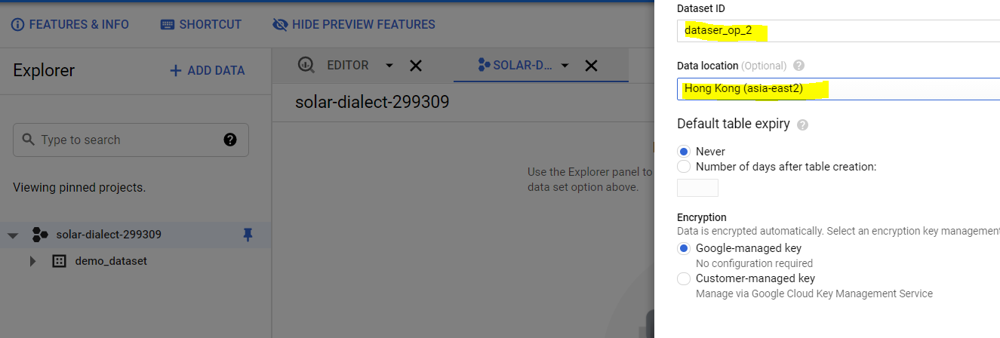 FEATURES & INFO
SHORTCUT
HIDE PREVIEW FEATURES
Explorer
ADD DATA
EDITOR
SOLAR-D...
solar-dialect-299309
Type to search
Use the Explorer panel to
data set option above.
Viewing pinned projects.
solar-dialect-299309
demo_dataset
Dataset ID
dataser_op_2
Data location (Optional)
Hong Kong (asia-east2)
Default table expiry
Never
Number of days after table creation:
Encryption
Data is encrypted automatically. Select an encryption key management
Google-managed key
No configuration required
Customer-managed key
Manage via Google Cloud Key Management Service